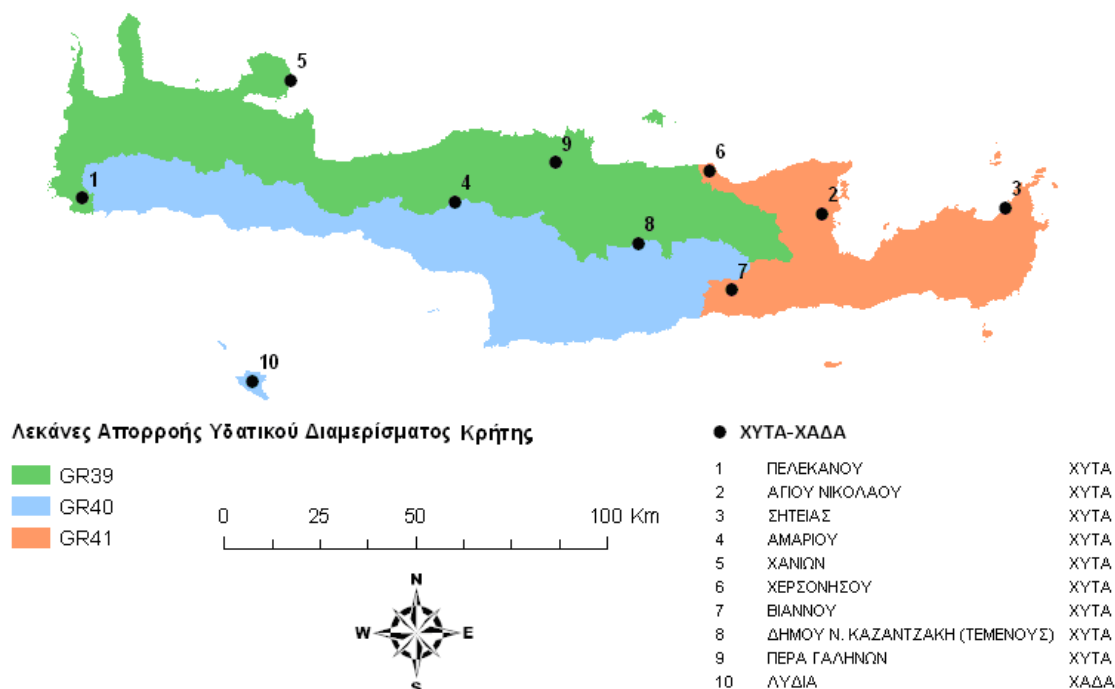 5
9
6
1
4
2
3
8
7
10
Λεκάνες Απορροής Υδατικού Διαμερίσματος Κρήτης
GR39
GR40
GR41
0 25 50 100 Km
N
W E
S
ΧΥΤΑ-ΧΑΔΑ
1 ΠΕΛΕΚΑΝΟΥ ΧΥΤΑ
2 ΑΓΙΟΥ ΝΙΚΟΛΑΟΥ ΧΥΤΑ
3 ΣΗΤΕΙΑΣ ΧΥΤΑ
4 ΑΜΑΡΙΟΥ ΧΥΤΑ
5 ΧΑΝΙΩΝ ΧΥΤΑ
6 ΧΕΡΣΟΝΗΣΟΥ ΧΥΤΑ
7 ΒΙΑΝΝΟΥ ΧΥΤΑ
8 ΔΗΜΟΥ Ν. ΚΑΖΑΝΤΖΑΚΗ (ΤΕΜΕΝΟΥΣ) ΧΥΤΑ
9 ΠΕΡΑ ΓΑΛΗΝΩΝ ΧΥΤΑ
10 ΛΥΔΙΑ ΧΑΔΑ